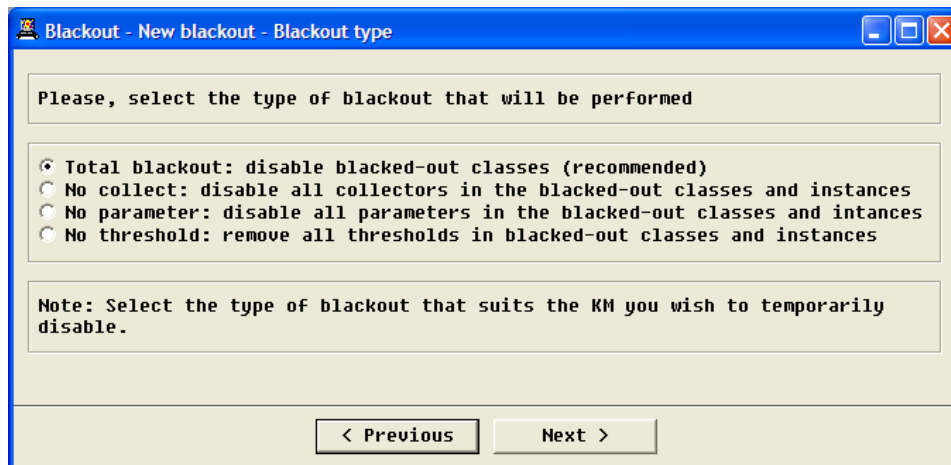 Blackout - New blackout - Blackout type
Please, select the type of blackout that will be performed
Total blackout: disable blacked-out classes (recommended)
No collect: disable all collectors in the blacked-out classes and instances
No parameter: disable all parameters in the blacked-out classes and intances
No threshold: remove all thresholds in blacked-out classes and instances
Note: Select the type of blackout that suits the KM you wish to temporarily
disable.
< Previous
Next >